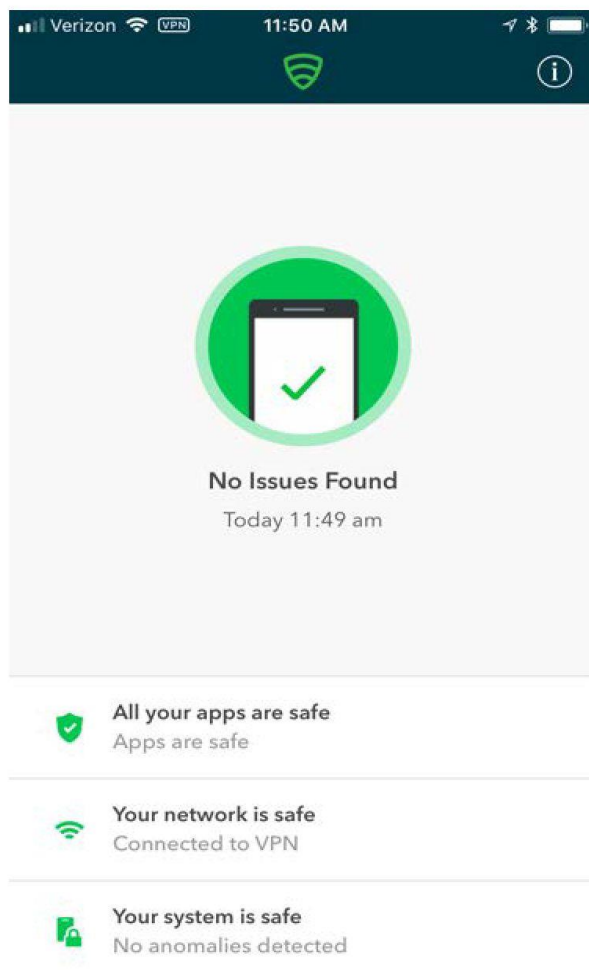 Verizon VPN 11:50 AM
i
No Issues Found
Today 11:49 am
All your apps are safe
Apps are safe
Your network is safe
Connected to VPN
Your system is safe
No anomalies detected